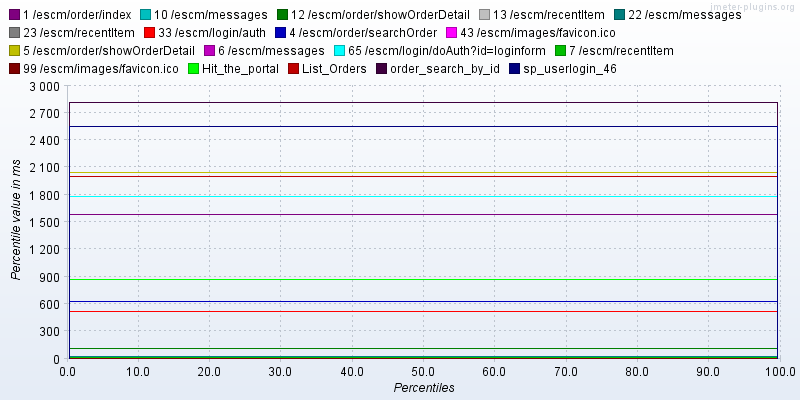 jmeter-plugins.org
1 /escm/order/index 10 /escm/messages 12 /escm/order/showOrderDetail 13 /escm/recentItem 22 /escm/messages
23 /escm/recentItem 33 /escm/login/auth 4 /escm/order/searchOrder 43 /escm/images/favicon.ico
5 /escm/order/showOrderDetail 6 /escm/messages 65 /escm/login/doAuth?id=loginform 7 /escm/recentItem
99 /escm/images/favicon.ico Hit_the_portal List_Orders order_search_by_id sp_userlogin_46
3 000
2 700
2 400
2 100
1 800
1 500
1 200
900
600
300
0
Percentile value in ms
0.0 10.0 20.0 30.0 40.0 50.0 60.0 70.0 80.0 90.0 100.0
Percentiles